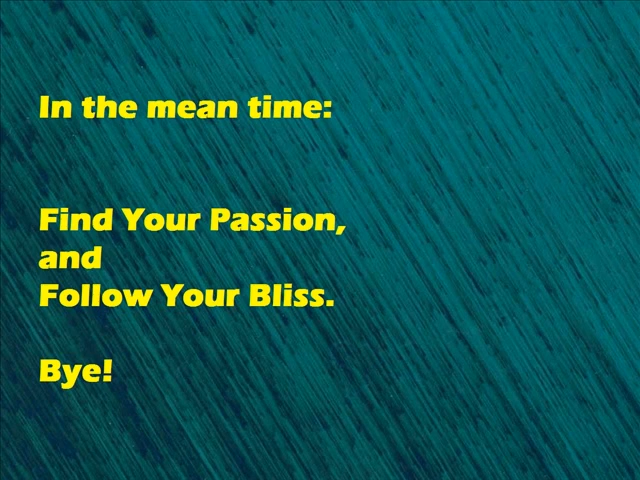 In the mean time:
Find Your Passion,
and
Follow Your Bliss.
Bye!